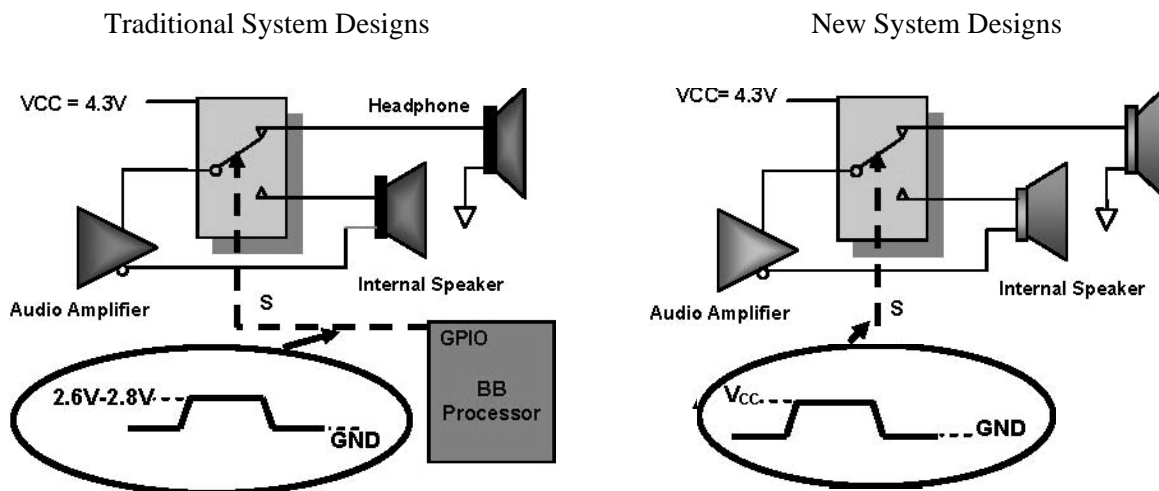 Traditional System Designs
VCC = 4.3V
Headphone
Audio Amplifier
Internal Speaker
S
GPIO
BB
Processor
2.6V-2.8V
GND
New System Designs
VCC= 4.3V
Internal Speaker
Audio Amplifier
S
VCC
GND